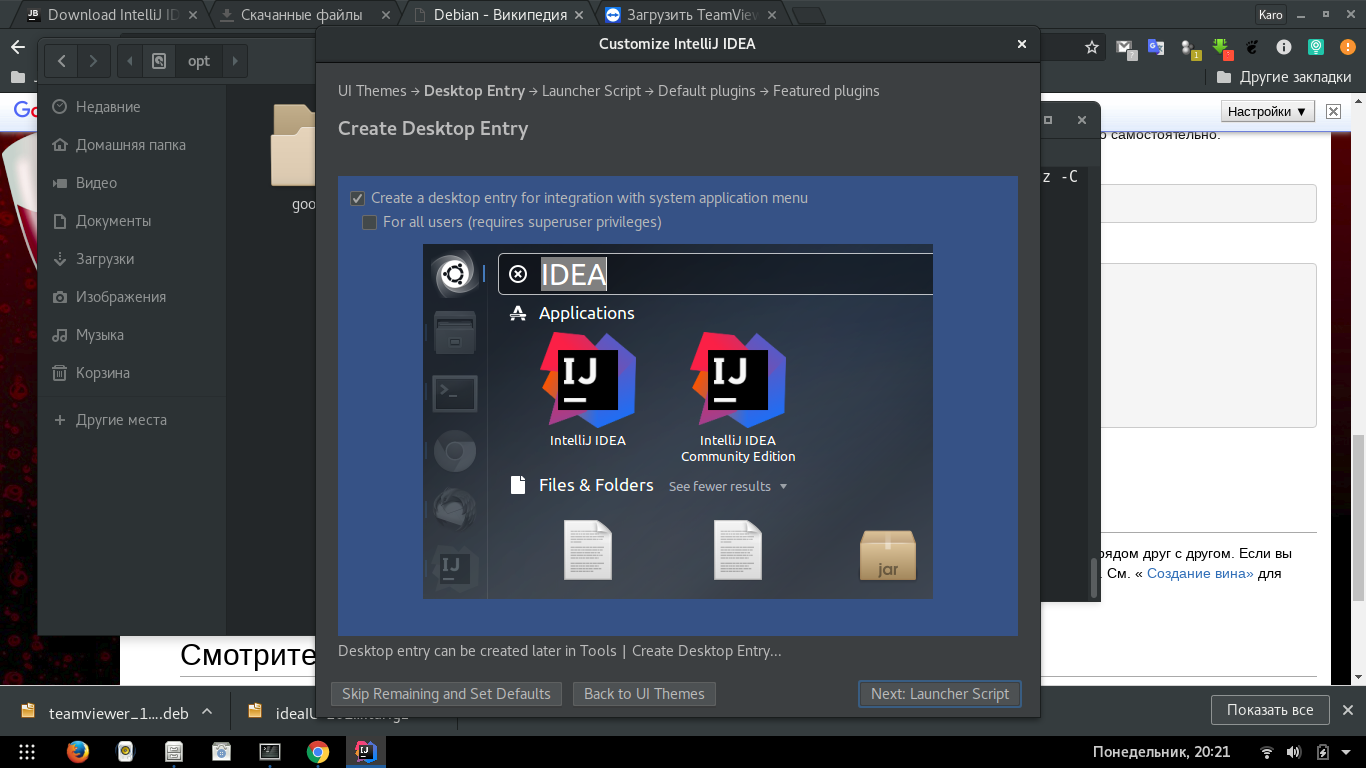 Download IntelliJ ID
Скачанные файлы
Debian - Википедия
Загрузить TeamView
Karo
opt
Другие закладки
Недавние
Домашняя папка
Видео
Документы
Загрузки
Изображения
Музыка
Корзина
Другие места
goo
Customize IntelliJ IDEA
UI Themes → Desktop Entry → Launcher Script → Default plugins → Featured plugins
Create Desktop Entry
Create a desktop entry for integration with system application menu
For all users (requires superuser privileges)
IDEA
Applications
IJ
IJ
IntelliJ IDEA
IntelliJ IDEA
Community Edition
Files & Folders See fewer results
jar
Desktop entry can be created later in Tools | Create Desktop Entry...
Skip Remaining and Set Defaults
Back to UI Themes
Next: Launcher Script
Настройки ▼
самостоятельно.
z -C
рядом друг с другом. Если вы
. См. « Создание вина» для
Смотрите
teamviewer_1....deb
Показать все
Понедельник, 20:21